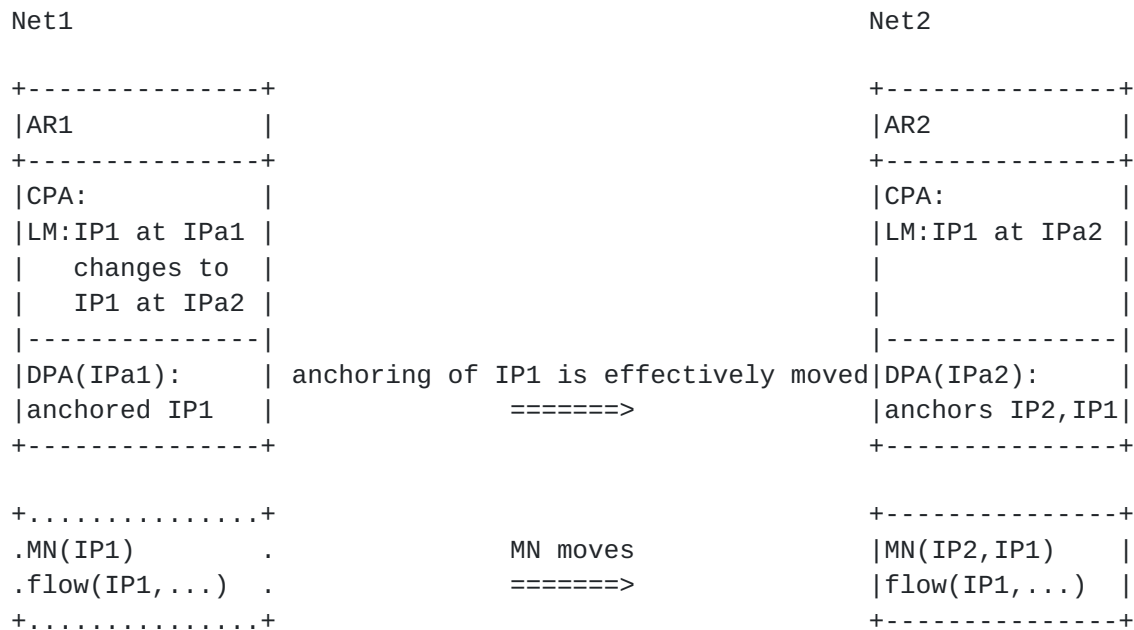 Net1                                                  Net2

+---------------+                                     +---------------+
|AR1            |                                     |AR2            |
+---------------+                                     +---------------+
|CPA:           |                                     |CPA:           |
|LM:IP1 at IPa1 |                                     |LM:IP1 at IPa2 |
|   changes to  |                                     |               |
|   IP1 at IPa2 |                                     |               |
|---------------|                                     |---------------|
|DPA(IPa1):     | anchoring of IP1 is effectively moved|DPA(IPa2):     |
|anchored IP1   |               =======>              |anchors IP2,IP1|
+---------------+                                     +---------------+

+...............+                                     +---------------+
.MN(IP1)        .               MN moves              |MN(IP2,IP1)    |
.flow(IP1,...)  .               =======>              |flow(IP1,...)  |
+...............+                                     +---------------+